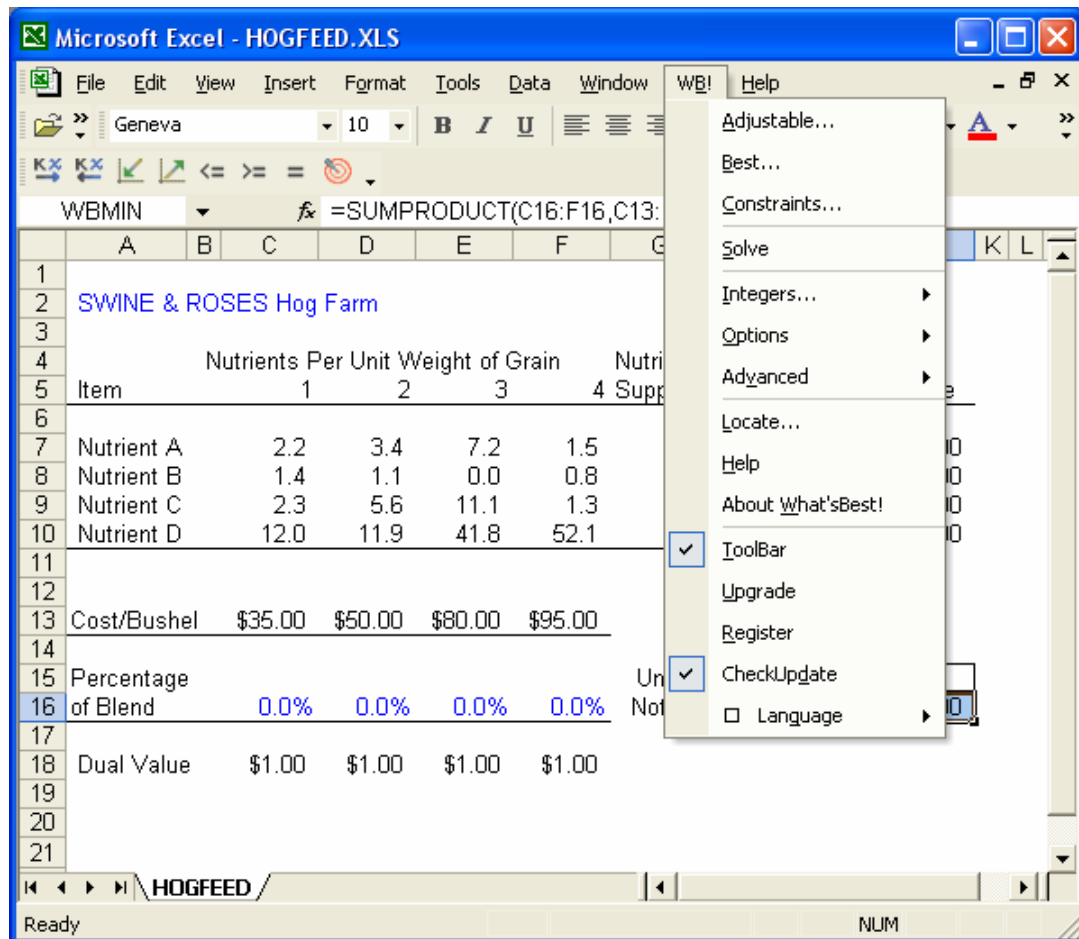 Microsoft Excel - HOGFEED.XLS
File Edit View Insert Format Tools Data Window WB! Help
Geneva 10 B I U A
<= >= =
WBMIN fx =SUMPRODUCT(C16:F16,C13:
A B C D E F G K L
1
2 SWINE & ROSES Hog Farm
3
4 Nutrients Per Unit Weight of Grain
5 Item 1 2 3 4
6
7 Nutrient A 2.2 3.4 7.2 1.5
8 Nutrient B 1.4 1.1 0.0 0.8
9 Nutrient C 2.3 5.6 11.1 1.3
10 Nutrient D 12.0 11.9 41.8 52.1
11
12
13 Cost/Bushel $35.00 $50.00 $80.00 $95.00
14
15 Percentage
16 of Blend 0.0% 0.0% 0.0% 0.0%
17
18 Dual Value $1.00 $1.00 $1.00 $1.00
19
20
21
Adjustable...
Best...
Constraints...
Solve
Integers...
Options
Advanced
Locate...
Help
About What'sBest!
ToolBar
Upgrade
Register
CheckUpdate
Language
HOGFEED
Ready NUM